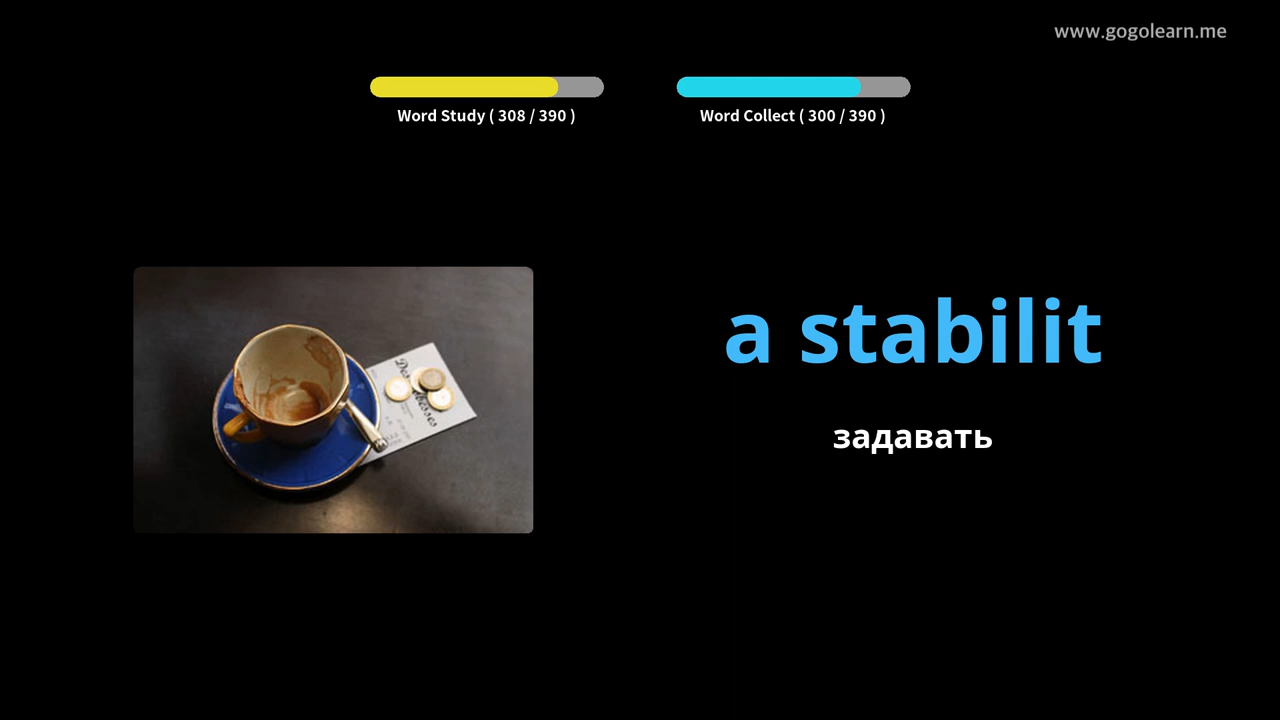 www.gogolearn.me
Word Study ( 308 / 390 )
Word Collect ( 300 / 390 )
a stabilit
задавать